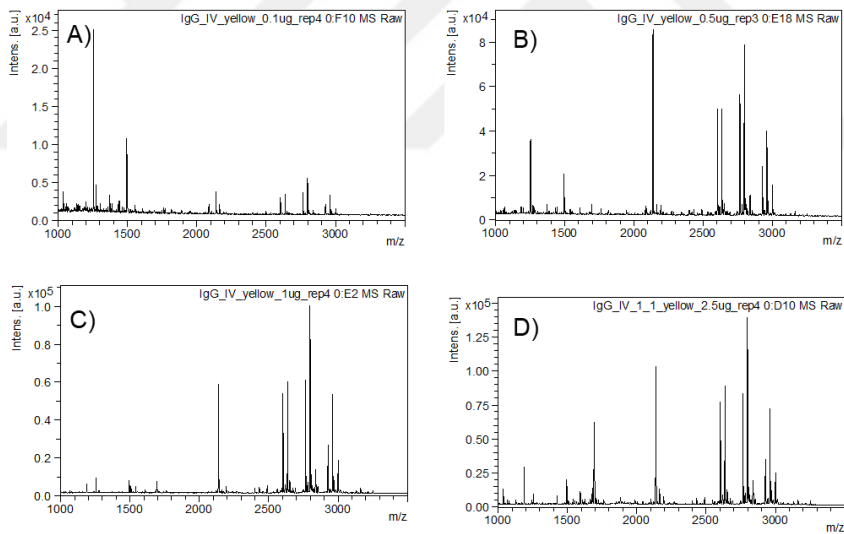 x10⁴ IgG_IV_yellow_0.1ug_rep4 0:F10 MS Raw
A)
Intens. [a.u.]
2.5
2.0
1.5
1.0
0.5
0.0
1000 1500 2000 2500 3000
m/z
x10⁴ IgG_IV_yellow_0.5ug_rep3 0:E18 MS Raw
B)
Intens. [a.u.]
8
6
4
2
0
1000 1500 2000 2500 3000
m/z
x10⁵ IgG_IV_yellow_1ug_rep4 0:E2 MS Raw
C)
Intens. [a.u.]
1.0
0.8
0.6
0.4
0.2
0.0
1000 1500 2000 2500 3000
m/z
x10⁵ IgG_IV_1_1_yellow_2.5ug_rep4 0:D10 MS Raw
D)
Intens. [a.u.]
1.25
1.00
0.75
0.50
0.25
0.00
1000 1500 2000 2500 3000
m/z